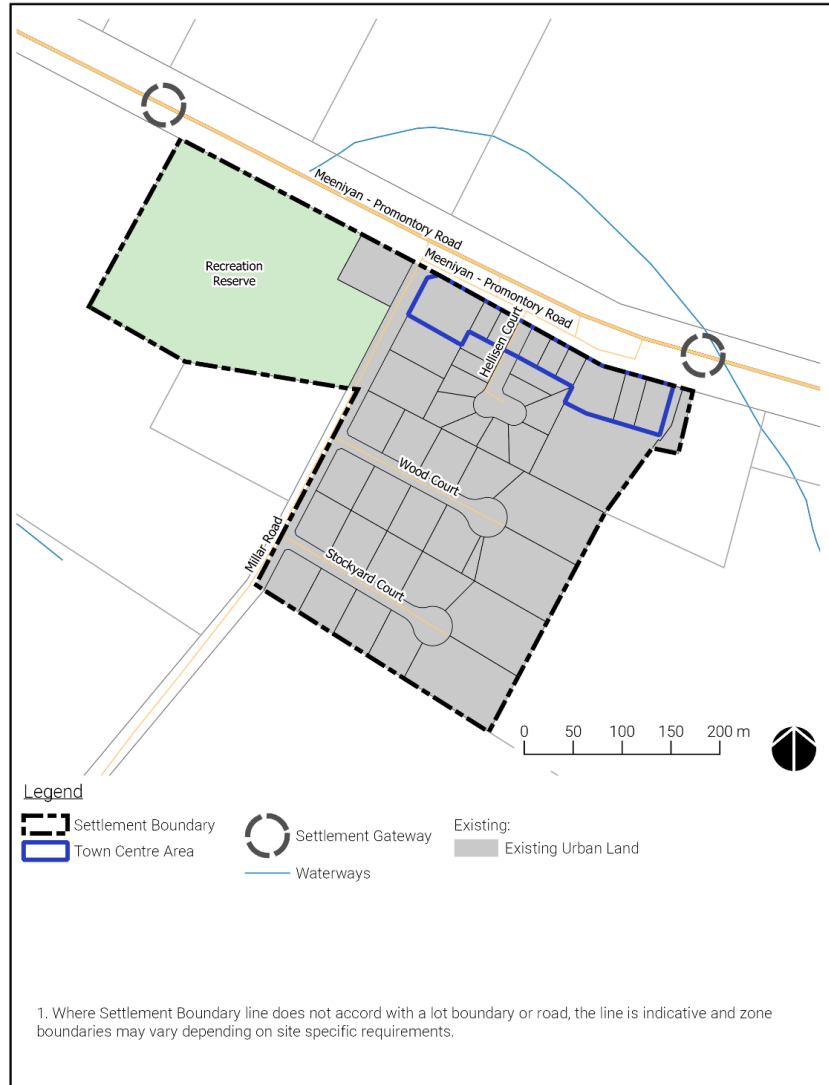 Meeniyan - Promontory Road
Recreation
Reserve
Meeniyan - Promontory Road
Hellisen Court
Wood Court
Millar Road
Stockyard Court
0 50 100 150 200 m
Legend
Settlement Boundary
Town Centre Area
Settlement Gateway
Waterways
Existing:
Existing Urban Land
1. Where Settlement Boundary line does not accord with a lot boundary or road, the line is indicative and zone
boundaries may vary depending on site specific requirements.